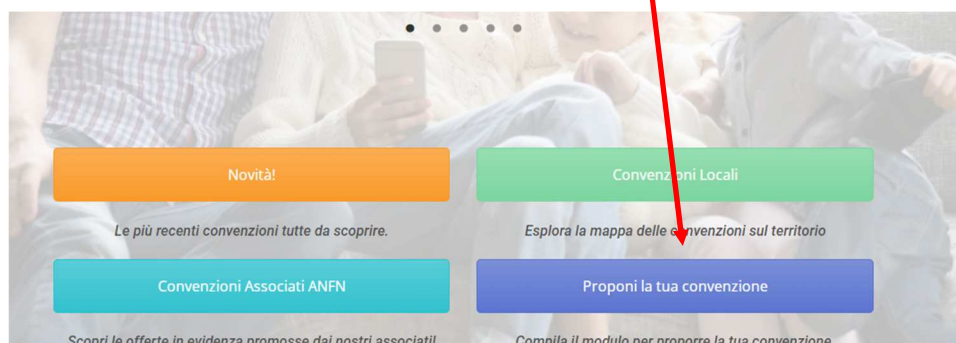 Novità!
Convenzioni Locali
Le più recenti convenzioni tutte da scoprire.
Esplora la mappa delle convenzioni sul territorio
Convenzioni Associati ANFN
Proponi la tua convenzione
Scopri le offerte in evidenza promosse dai nostri associati!
Compila il modulo per proporre la tua convenzione